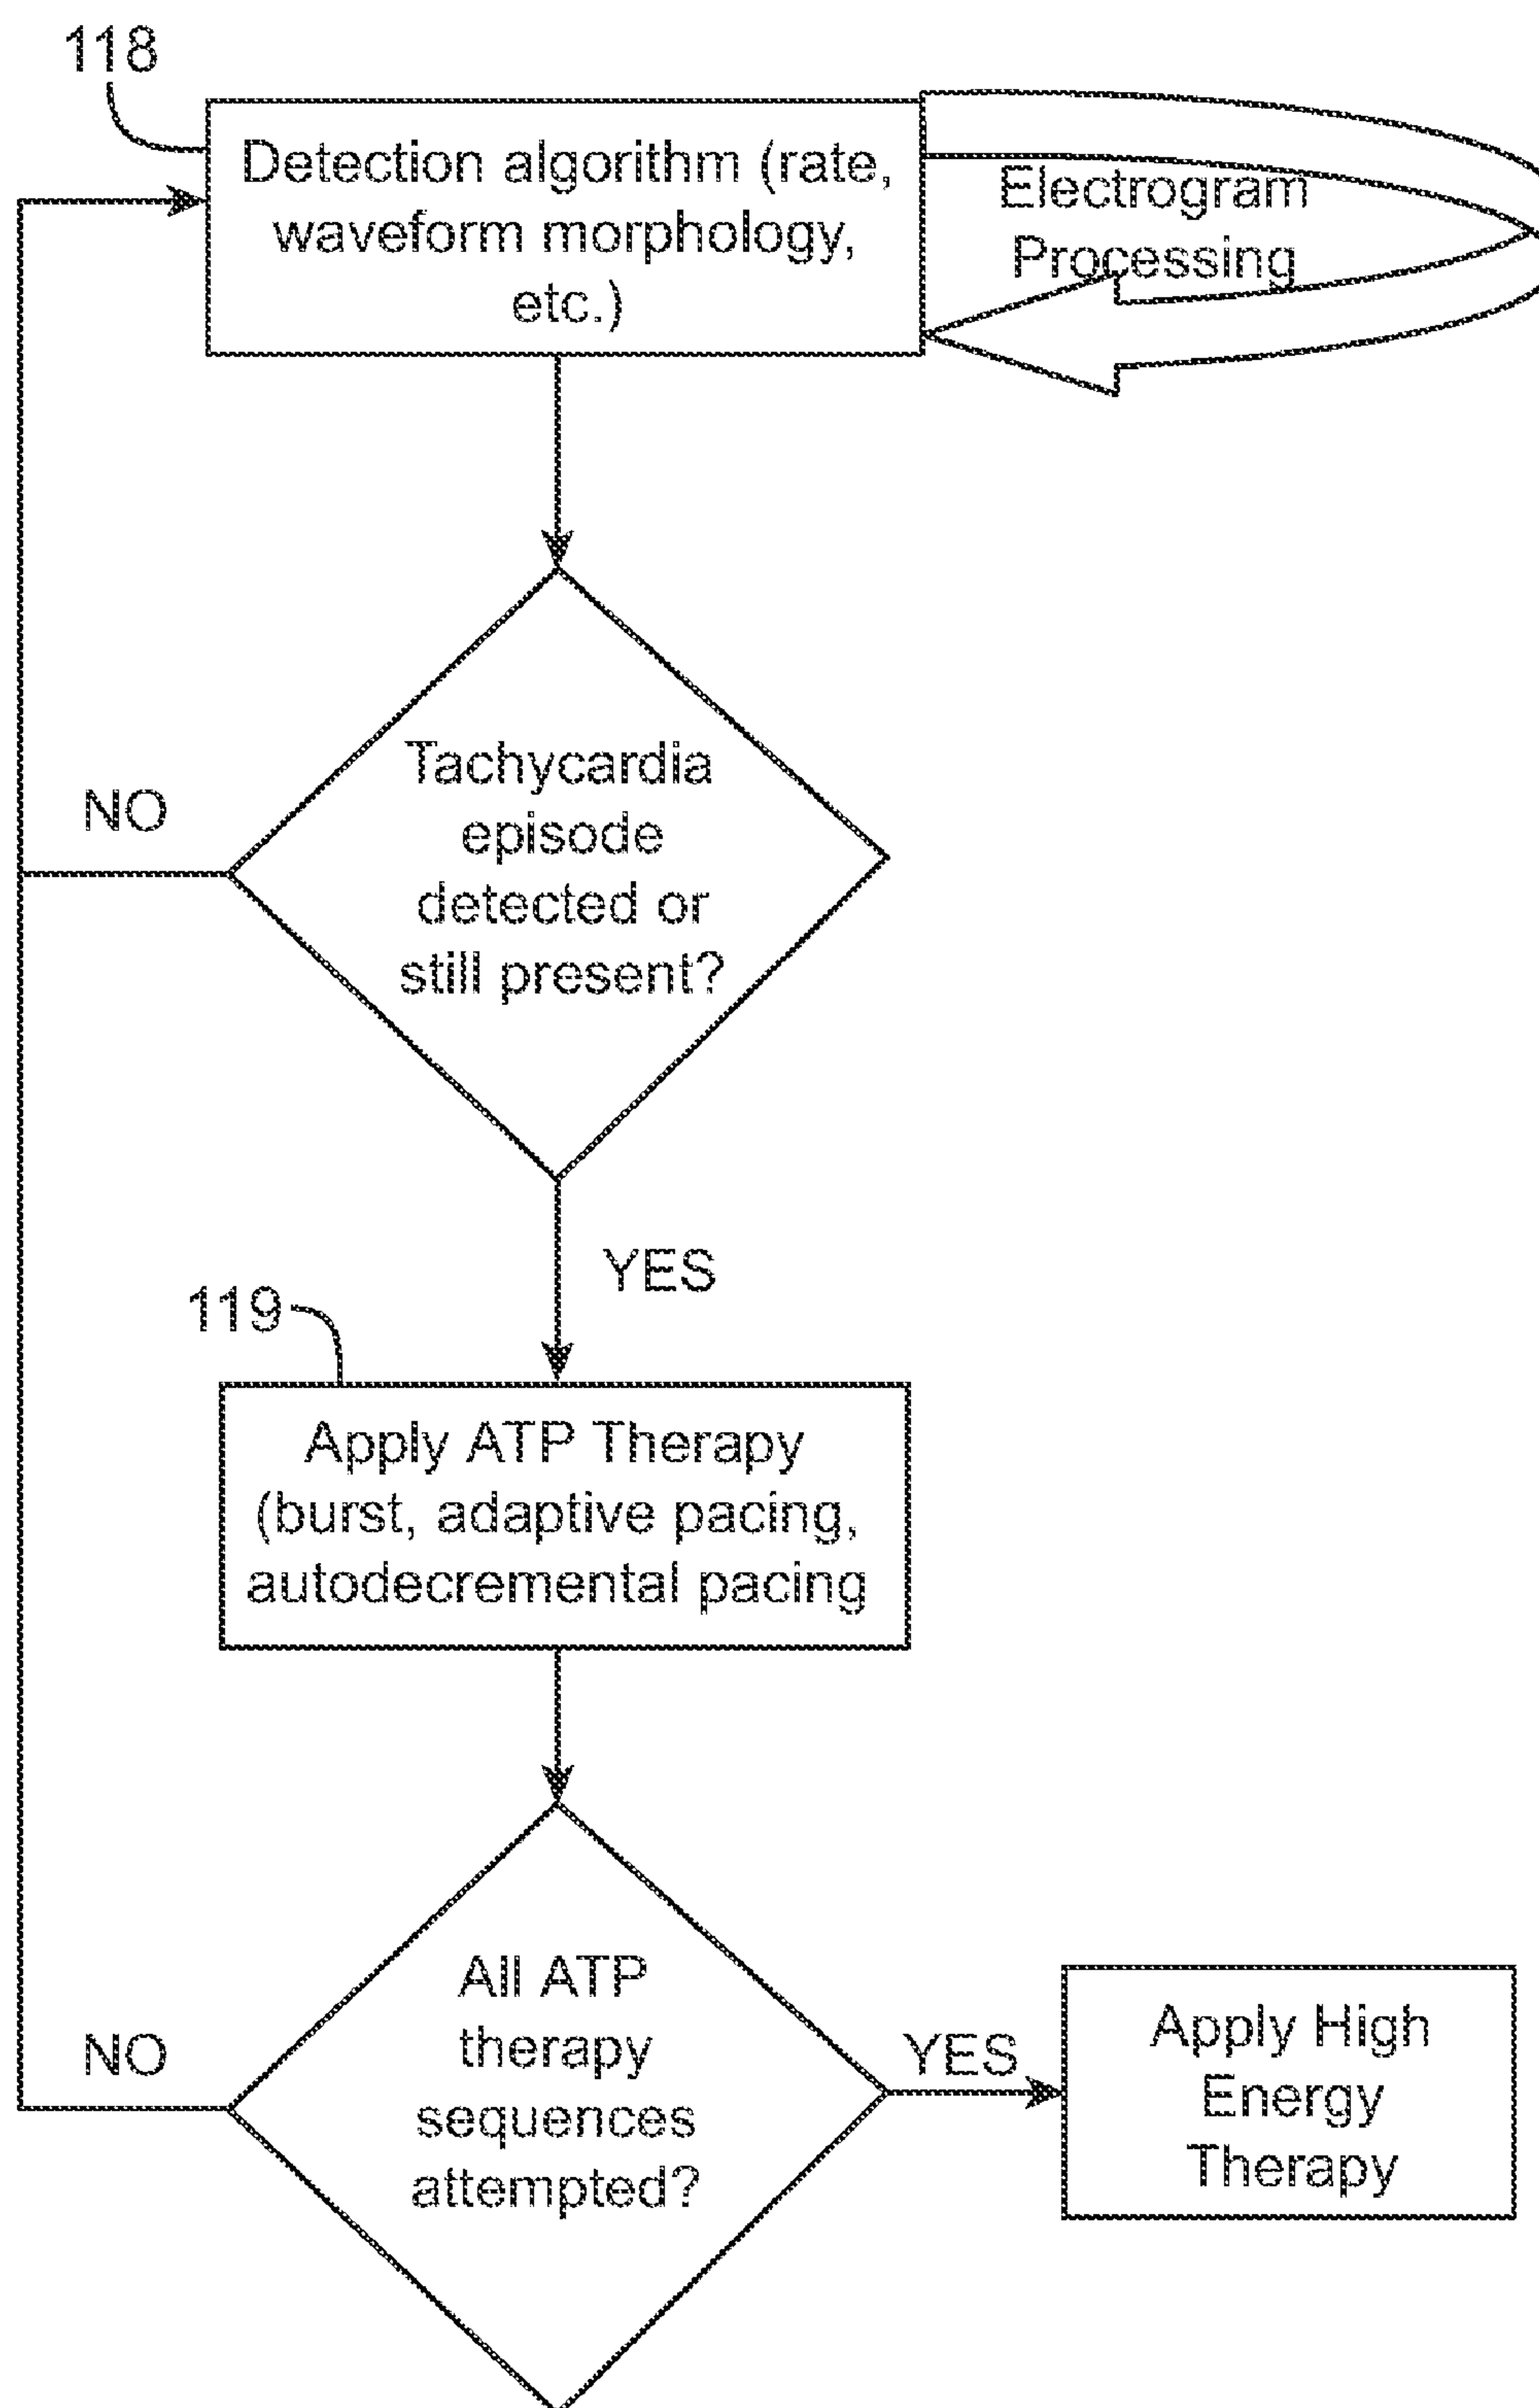 118
Detection algorithm (rate,
waveform morphology,
etc.)
Electrogram
Processing
Tachycardia
episode
detected or
still present?
NO
YES
119
Apply ATP Therapy
(burst, adaptive pacing,
autodecremental pacing
All ATP
therapy
sequences
attempted?
NO
YES
Apply High
Energy
Therapy